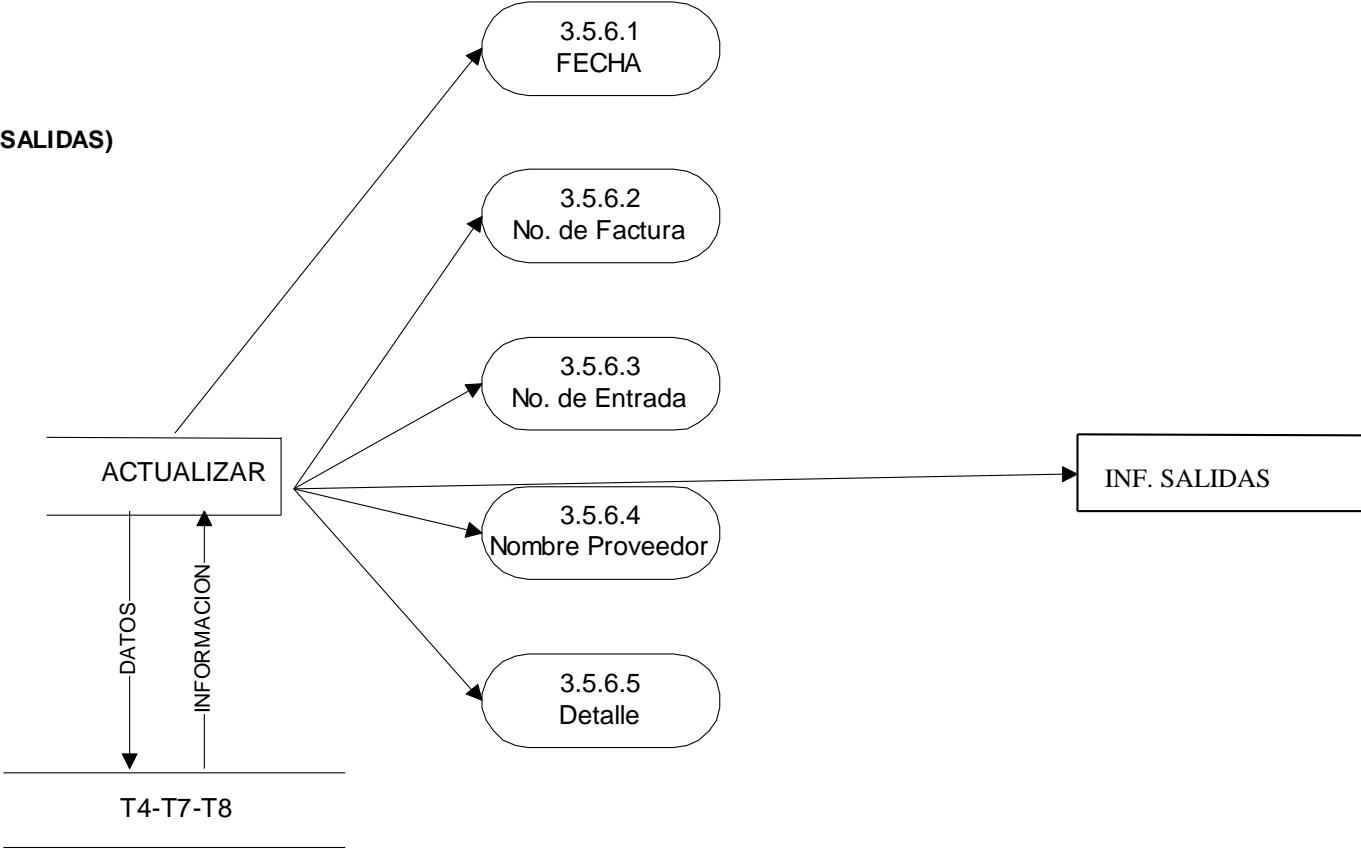 3.5.6.1
FECHA
SALIDAS)
3.5.6.2
No. de Factura
3.5.6.3
No. de Entrada
ACTUALIZAR
INF. SALIDAS
3.5.6.4
Nombre Proveedor
DATOS
INFORMACION
3.5.6.5
Detalle
T4-T7-T8